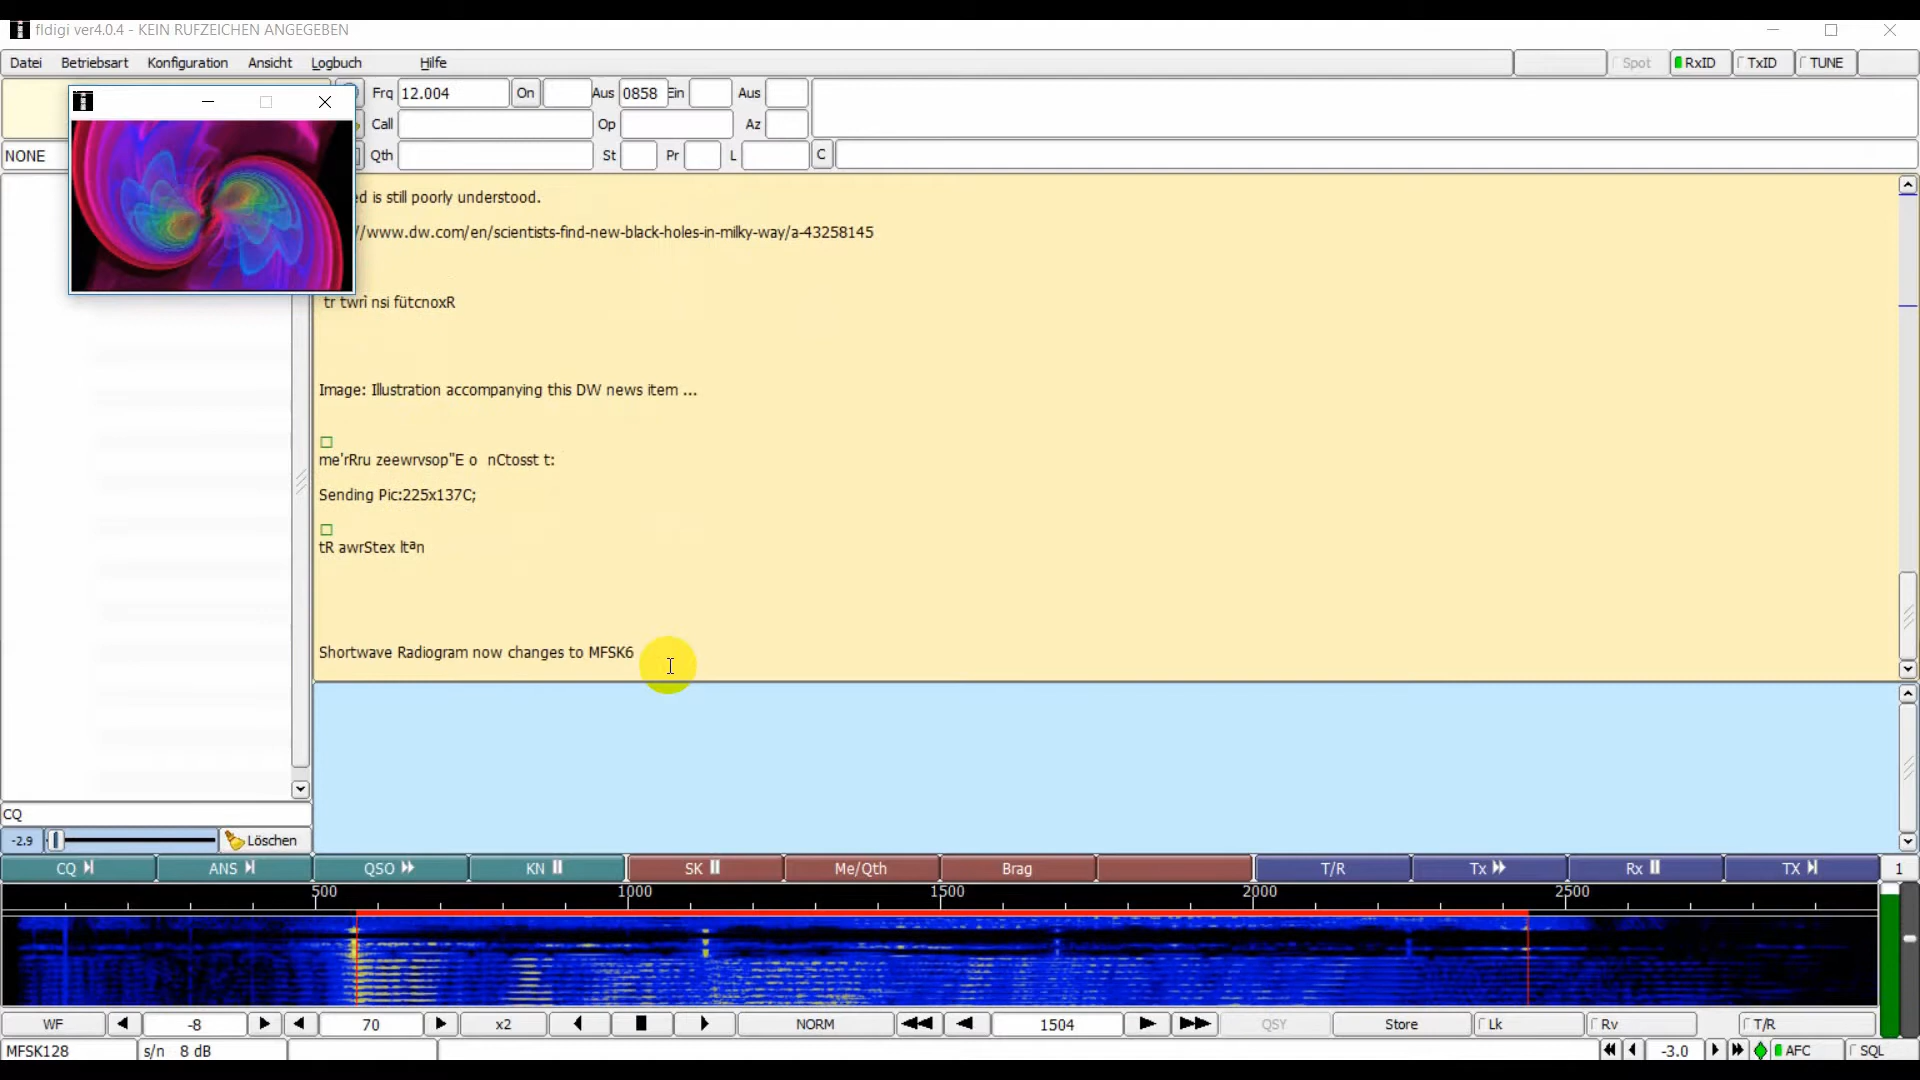 fldigi ver4.0.4 - KEIN RUFZEICHEN ANGEGEBEN
Datei Betriebsart Konfiguration Ansicht Logbuch Hilfe Spot RxID TxID TUNE
Frq 12.004 On Aus 0858 Ein Aus
Call Op Az
NONE Qth St Pr L C
ed is still poorly understood.
//www.dw.com/en/scientists-find-new-black-holes-in-milky-way/a-43258145
tr twrì nsi fütcnoxR
Image: Illustration accompanying this DW news item ...
me'rRru zeewrvsop"E o nCtosst t:
Sending Pic:225x137C;
tR awrStex ltªn
Shortwave Radiogram now changes to MFSK6
CQ
-2.9 Löschen
CQ ANS QSO KN SK Me/Qth Brag T/R Tx Rx TX 1
500 1000 1500 2000 2500
WF -8 70 x2 NORM 1504 QSY Store Lk Rv T/R
MFSK128 s/n 8 dB -3.0 AFC SQL